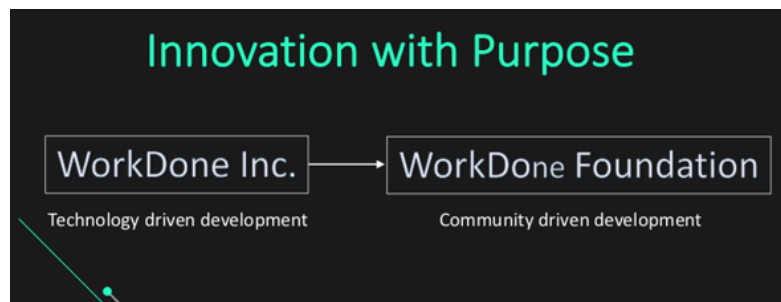 Innovation with Purpose
WorkDone Inc. WorkDone Foundation
Technology driven development Community driven development